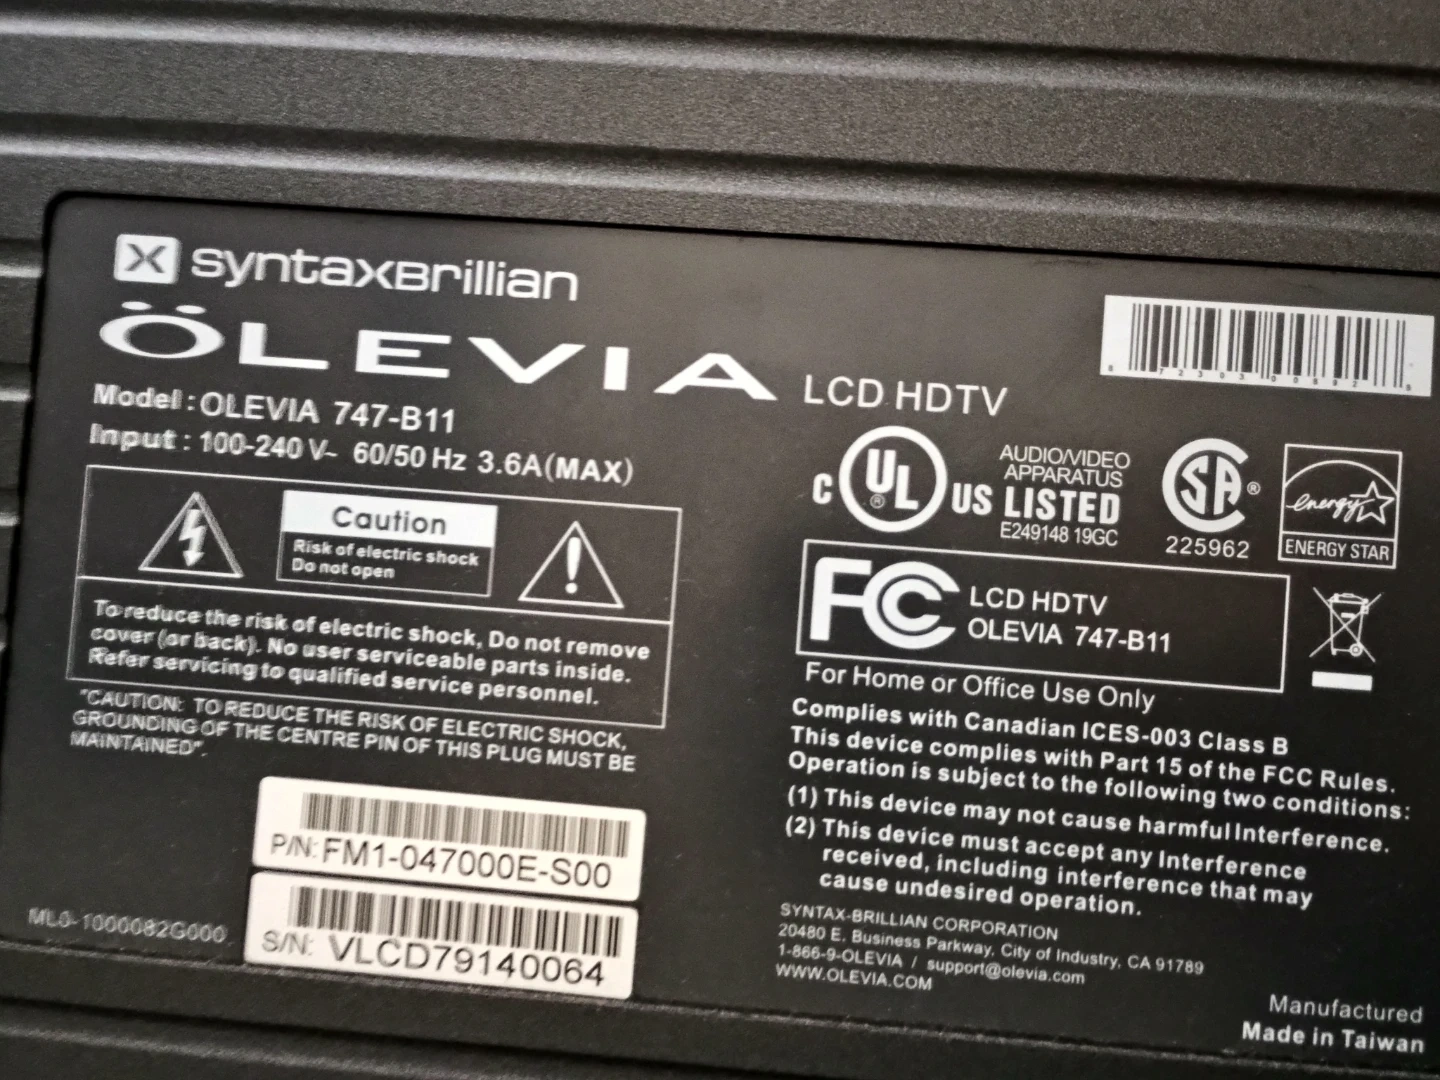 X syntaxBrillian
ÖLEVIA LCD HDTV
Model: OLEVIA 747-B11
Input: 100-240 V~ 60/50 Hz 3.6A(MAX)
Caution
Risk of electric shock
Do not open
To reduce the risk of electric shock, Do not remove
cover (or back). No user serviceable parts inside.
Refer servicing to qualified service personnel.
"CAUTION: TO REDUCE THE RISK OF ELECTRIC SHOCK,
GROUNDING OF THE CENTRE PIN OF THIS PLUG MUST BE
MAINTAINED".
P/N: FM1-047000E-S00
S/N: VLCD79140064
ML0-1000082G000
C UL ® US
AUDIO/VIDEO
APPARATUS
LISTED
E249148 19GC
SA ®
225962
energy
ENERGY STAR
FC LCD HDTV
OLEVIA 747-B11
For Home or Office Use Only
Complies with Canadian ICES-003 Class B
This device complies with Part 15 of the FCC Rules.
Operation is subject to the following two conditions:
(1) This device may not cause harmful Interference.
(2) This device must accept any Interference
received, including interference that may
cause undesired operation.
SYNTAX-BRILLIAN CORPORATION
20480 E. Business Parkway, City of Industry, CA 91789
1-866-9-OLEVIA / support@olevia.com
WWW.OLEVIA.COM
Manufactured
Made in Taiwan